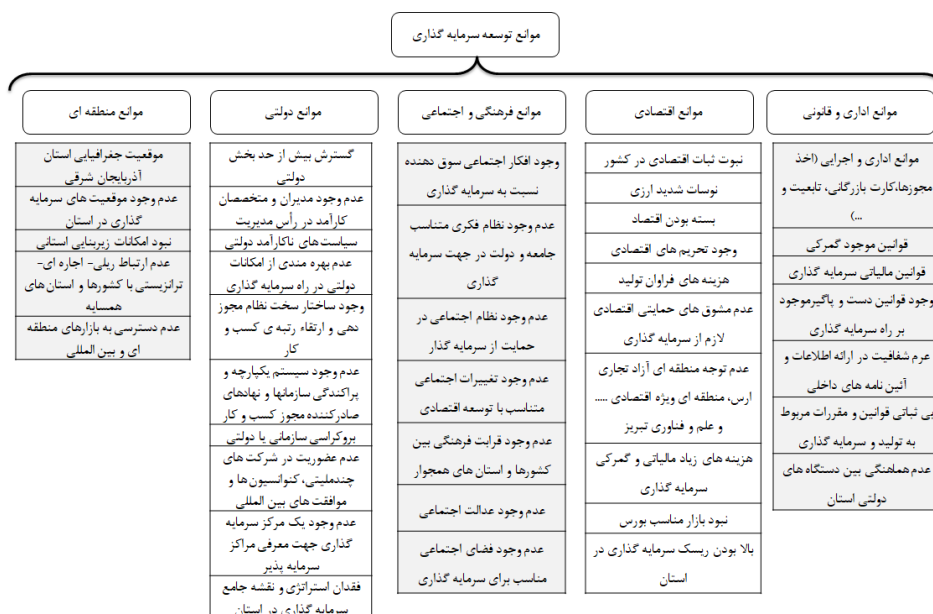 موانع توسعه سرمایه گذاری
موانع اداری و قانونی
موانع اداری و اجرایی (اخذ
مجوزها،کارت بازرگانی، تابعیت و
...)
قوانین موجود گمرکی
قوانین مالیاتی سرمایه گذاری
وجود قوانین دست و پاگیرموجود
بر راه سرمایه گذاری
عرم شفافیت در ارائه اطلاعات و
آئین نامه های داخلی
بی ثباتی قوانین و مقررات مربوط
به تولید و سرمایه گذاری
عدم هماهنگی بین دستگاه های
دولتی استان
موانع اقتصادی
نبوت ثبات اقتصادی در کشور
نوسات شدید ارزی
بسته بودن اقتصاد
وجود تحریم های اقتصادی
هزینه های فراوان تولید
عدم مشوق های حمایتی اقتصادی
لازم از سرمایه گذاری
عدم توجه منطقه ای آزاد تجاری
ارس، منطقه ای ویژه اقتصادی .....
و علم و فناوری تبریز
هزینه های زیاد مالیاتی و گمرکی
سرمایه گذاری
نبود بازار مناسب بورس
بالا بودن ریسک سرمایه گذاری در
استان
موانع فرهنگی و اجتماعی
وجود افکار اجتماعی سوق دهنده
نسبت به سرمایه گذاری
عدم وجود نظام فکری متناسب
جامعه و دولت در جهت سرمایه
گذاری
عدم وجود نظام اجتماعی در
حمایت از سرمایه گذار
عدم وجود تغییرات اجتماعی
متناسب با توسعه اقتصادی
عدم وجود قرابت فرهنگی بین
کشورها و استان های همجوار
عدم وجود عدالت اجتماعی
عدم وجود فضای اجتماعی
مناسب برای سرمایه گذاری
موانع دولتی
گسترش بیش از حد بخش
دولتی
عدم وجود مدیران و متخصصان
کارآمد در رأس مدیریت
سیاست های ناکارآمد دولتی
عدم بهره مندی از امکانات
دولتی در راه سرمایه گذاری
وجود ساختار سخت نظام مجوز
دهی و ارتقاء رتبه ی کسب و
کار
عدم وجود سیستم یکپارچه و
پراکندگی سازمانها و نهادهای
صادرکننده مجوز کسب و کار
بروکراسی سازمانی یا دولتی
عدم عضوریت در شرکت های
چندملیتی، کنوانسیون ها و
موافقت های بین المللی
عدم وجود یک مرکز سرمایه
گذاری جهت معرفی مراکز
سرمایه پذیر
فقدان استراتژی و نقشه جامع
سرمایه گذاری در استان
موانع منطقه ای
موقعیت جغرافیایی استان
آذربایجان شرقی
عدم وجود موقعیت های سرمایه
گذاری در استان
نبود امکانات زیربنایی استانی
عدم ارتباط ریلی- اجاره ای-
ترانزیستی با کشورها و استان های
همسایه
عدم دسترسی به بازارهای منطقه
ای و بین المللی